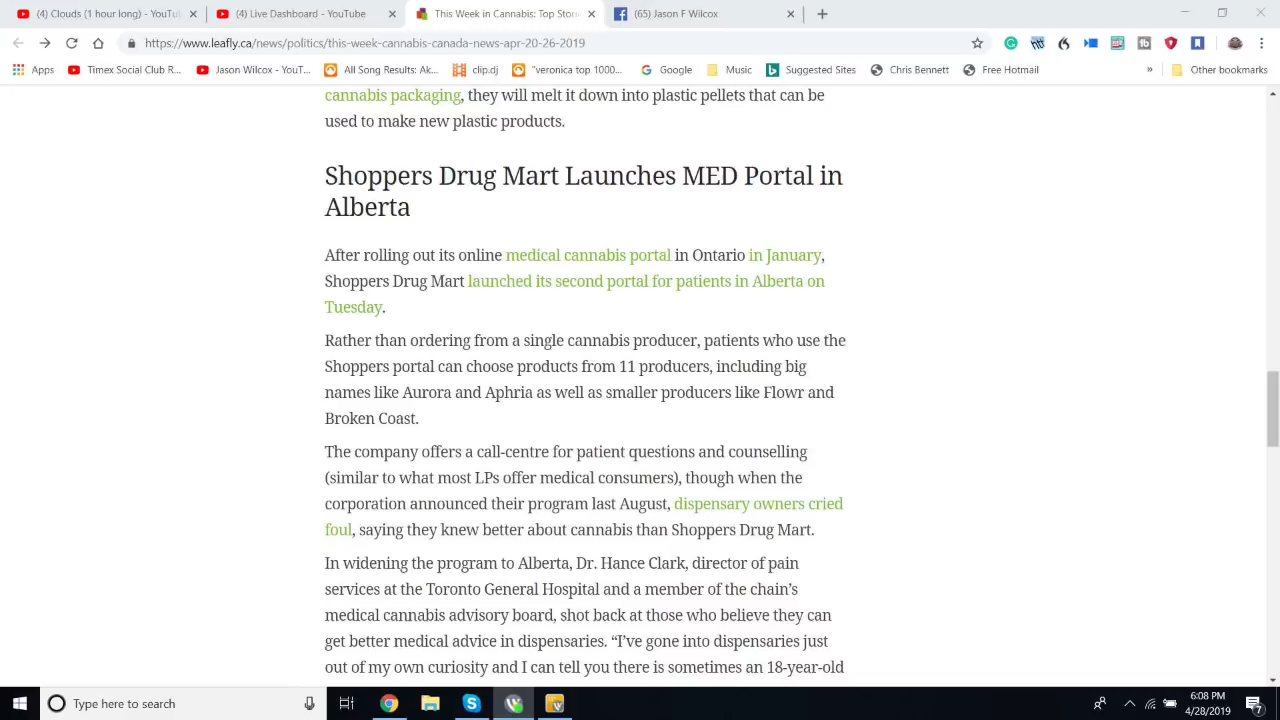 (4) Clouds (1 hour long) - YouTu
(4) Live Dashboard - YouTube
This Week in Cannabis: Top Stor
(65) Jason F Wilcox
https://www.leafly.ca/news/politics/this-week-cannabis-canada-news-apr-20-26-2019
Apps
Timex Social Club R...
Jason Wilcox - YouT...
All Song Results: Ak...
clip.dj
"veronica top 1000...
Google
Music
Suggested Sites
Chris Bennett
Free Hotmail
»
Other bookmarks
cannabis packaging, they will melt it down into plastic pellets that can be
used to make new plastic products.
Shoppers Drug Mart Launches MED Portal in
Alberta
After rolling out its online medical cannabis portal in Ontario in January,
Shoppers Drug Mart launched its second portal for patients in Alberta on
Tuesday.
Rather than ordering from a single cannabis producer, patients who use the
Shoppers portal can choose products from 11 producers, including big
names like Aurora and Aphria as well as smaller producers like Flowr and
Broken Coast.
The company offers a call-centre for patient questions and counselling
(similar to what most LPs offer medical consumers), though when the
corporation announced their program last August, dispensary owners cried
foul, saying they knew better about cannabis than Shoppers Drug Mart.
In widening the program to Alberta, Dr. Hance Clark, director of pain
services at the Toronto General Hospital and a member of the chain’s
medical cannabis advisory board, shot back at those who believe they can
get better medical advice in dispensaries. “I’ve gone into dispensaries just
out of my own curiosity and I can tell you there is sometimes an 18-year-old
Type here to search
6:08 PM
4/28/2019
7